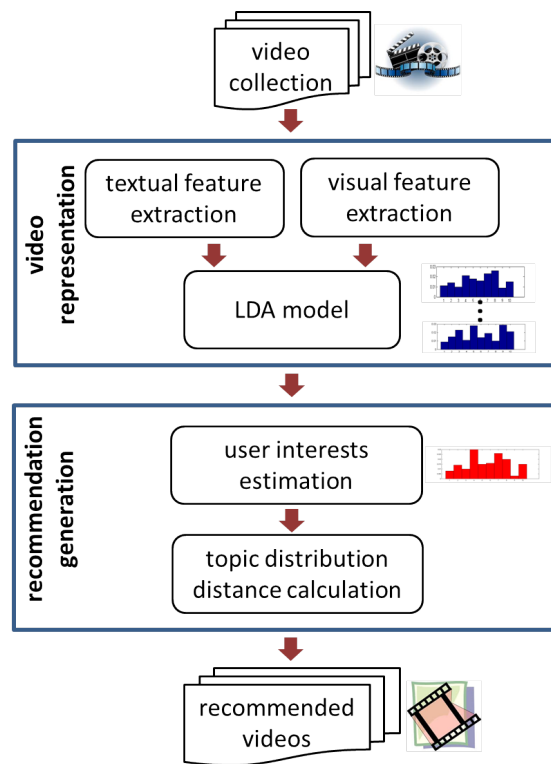 video
collection
video
representation
textual feature
extraction
visual feature
extraction
LDA model
recommendation
generation
user interests
estimation
topic distribution
distance calculation
recommended
videos